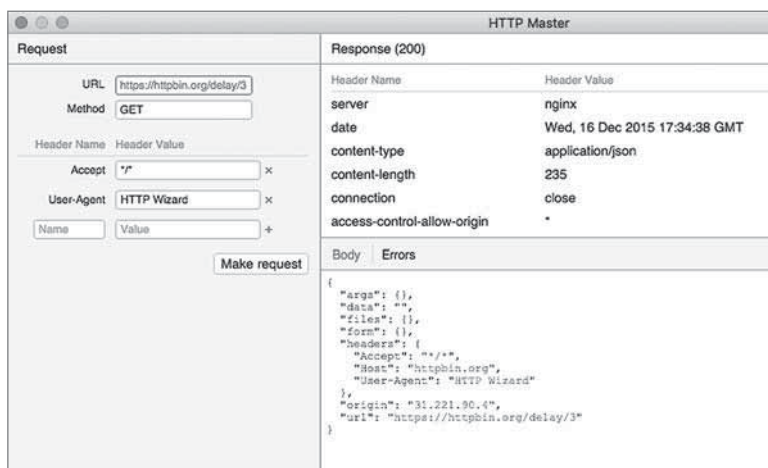 HTTP Master
Request
URL https://httpbin.org/delay/3
Method GET
Header Name Header Value
Accept */*
User-Agent HTTP Wizard
Name Value +
Make request
Response (200)
Header Name Header Value
server nginx
date Wed, 16 Dec 2015 17:34:38 GMT
content-type application/json
content-length 235
connection close
access-control-allow-origin *
Body Errors
{
  "args": {},
  "data": "",
  "files": {},
  "form": {},
  "headers": {
    "Accept": "*/*",
    "Host": "httpbin.org",
    "User-Agent": "HTTP Wizard"
  },
  "origin": "31.221.90.4",
  "url": "https://httpbin.org/delay/3"
}